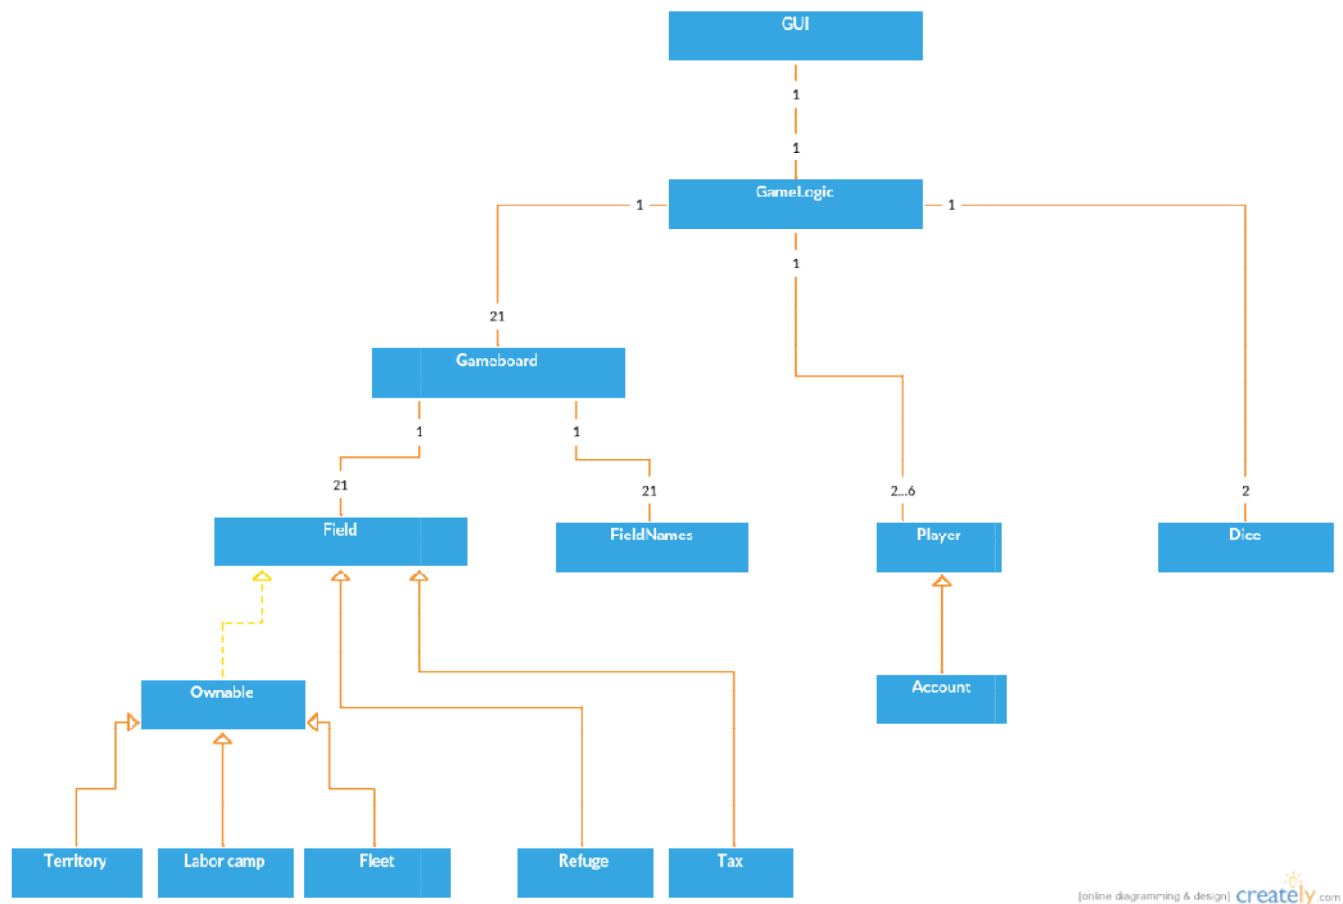 GUI
1
1
GameLogic
1
1
1
21
Gameboard
1
1
21
21
2...6
2
Field
FieldNames
Player
Dice
Ownable
Account
Territory
Labor camp
Fleet
Refuge
Tax
[online diagramming & design] creately.com